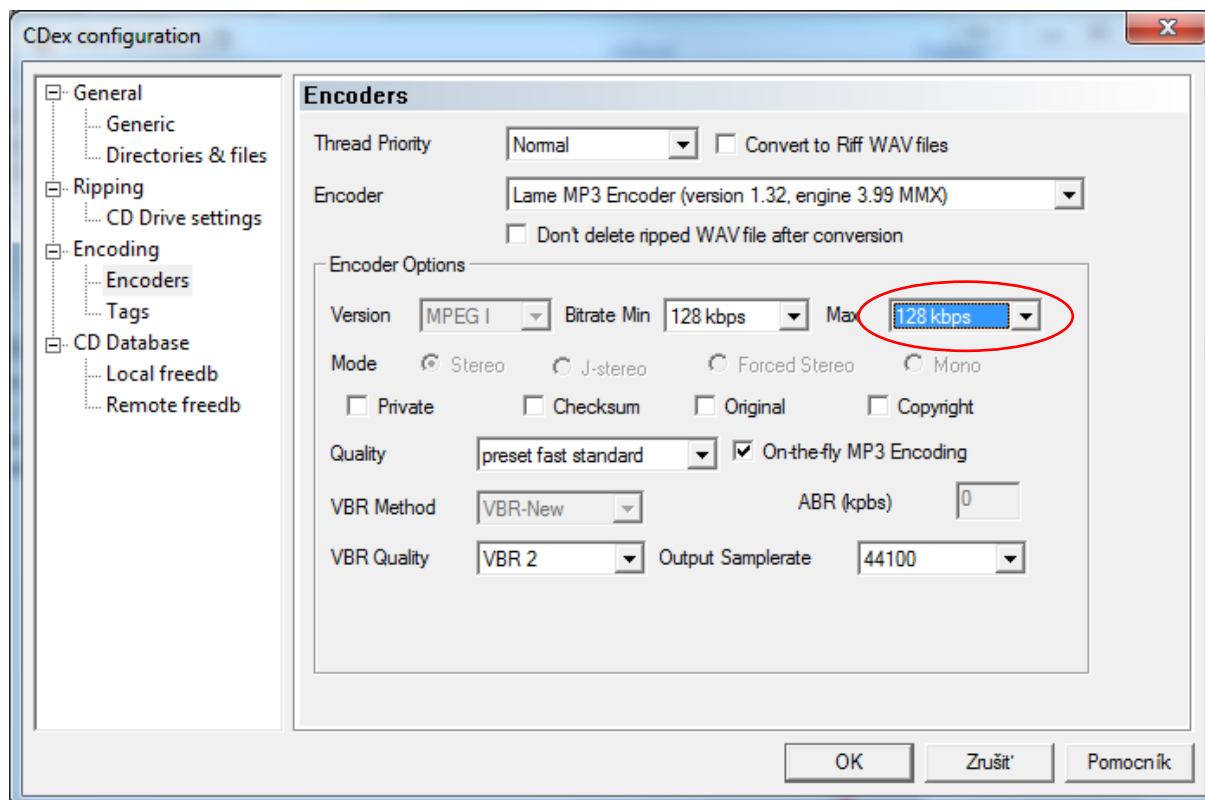 CDex configuration
General
Generic
Directories & files
Ripping
CD Drive settings
Encoding
Encoders
Tags
CD Database
Local freedb
Remote freedb
Encoders
Thread Priority Normal Convert to Riff WAV files
Encoder Lame MP3 Encoder (version 1.32, engine 3.99 MMX)
Don't delete ripped WAV file after conversion
Encoder Options
Version MPEG I Bitrate Min 128 kbps Max 128 kbps
Mode Stereo J-stereo Forced Stereo Mono
Private Checksum Original Copyright
Quality preset fast standard On-the-fly MP3 Encoding
VBR Method VBR-New ABR (kpbs) 0
VBR Quality VBR 2 Output Samplerate 44100
OK Zrušiť Pomocník